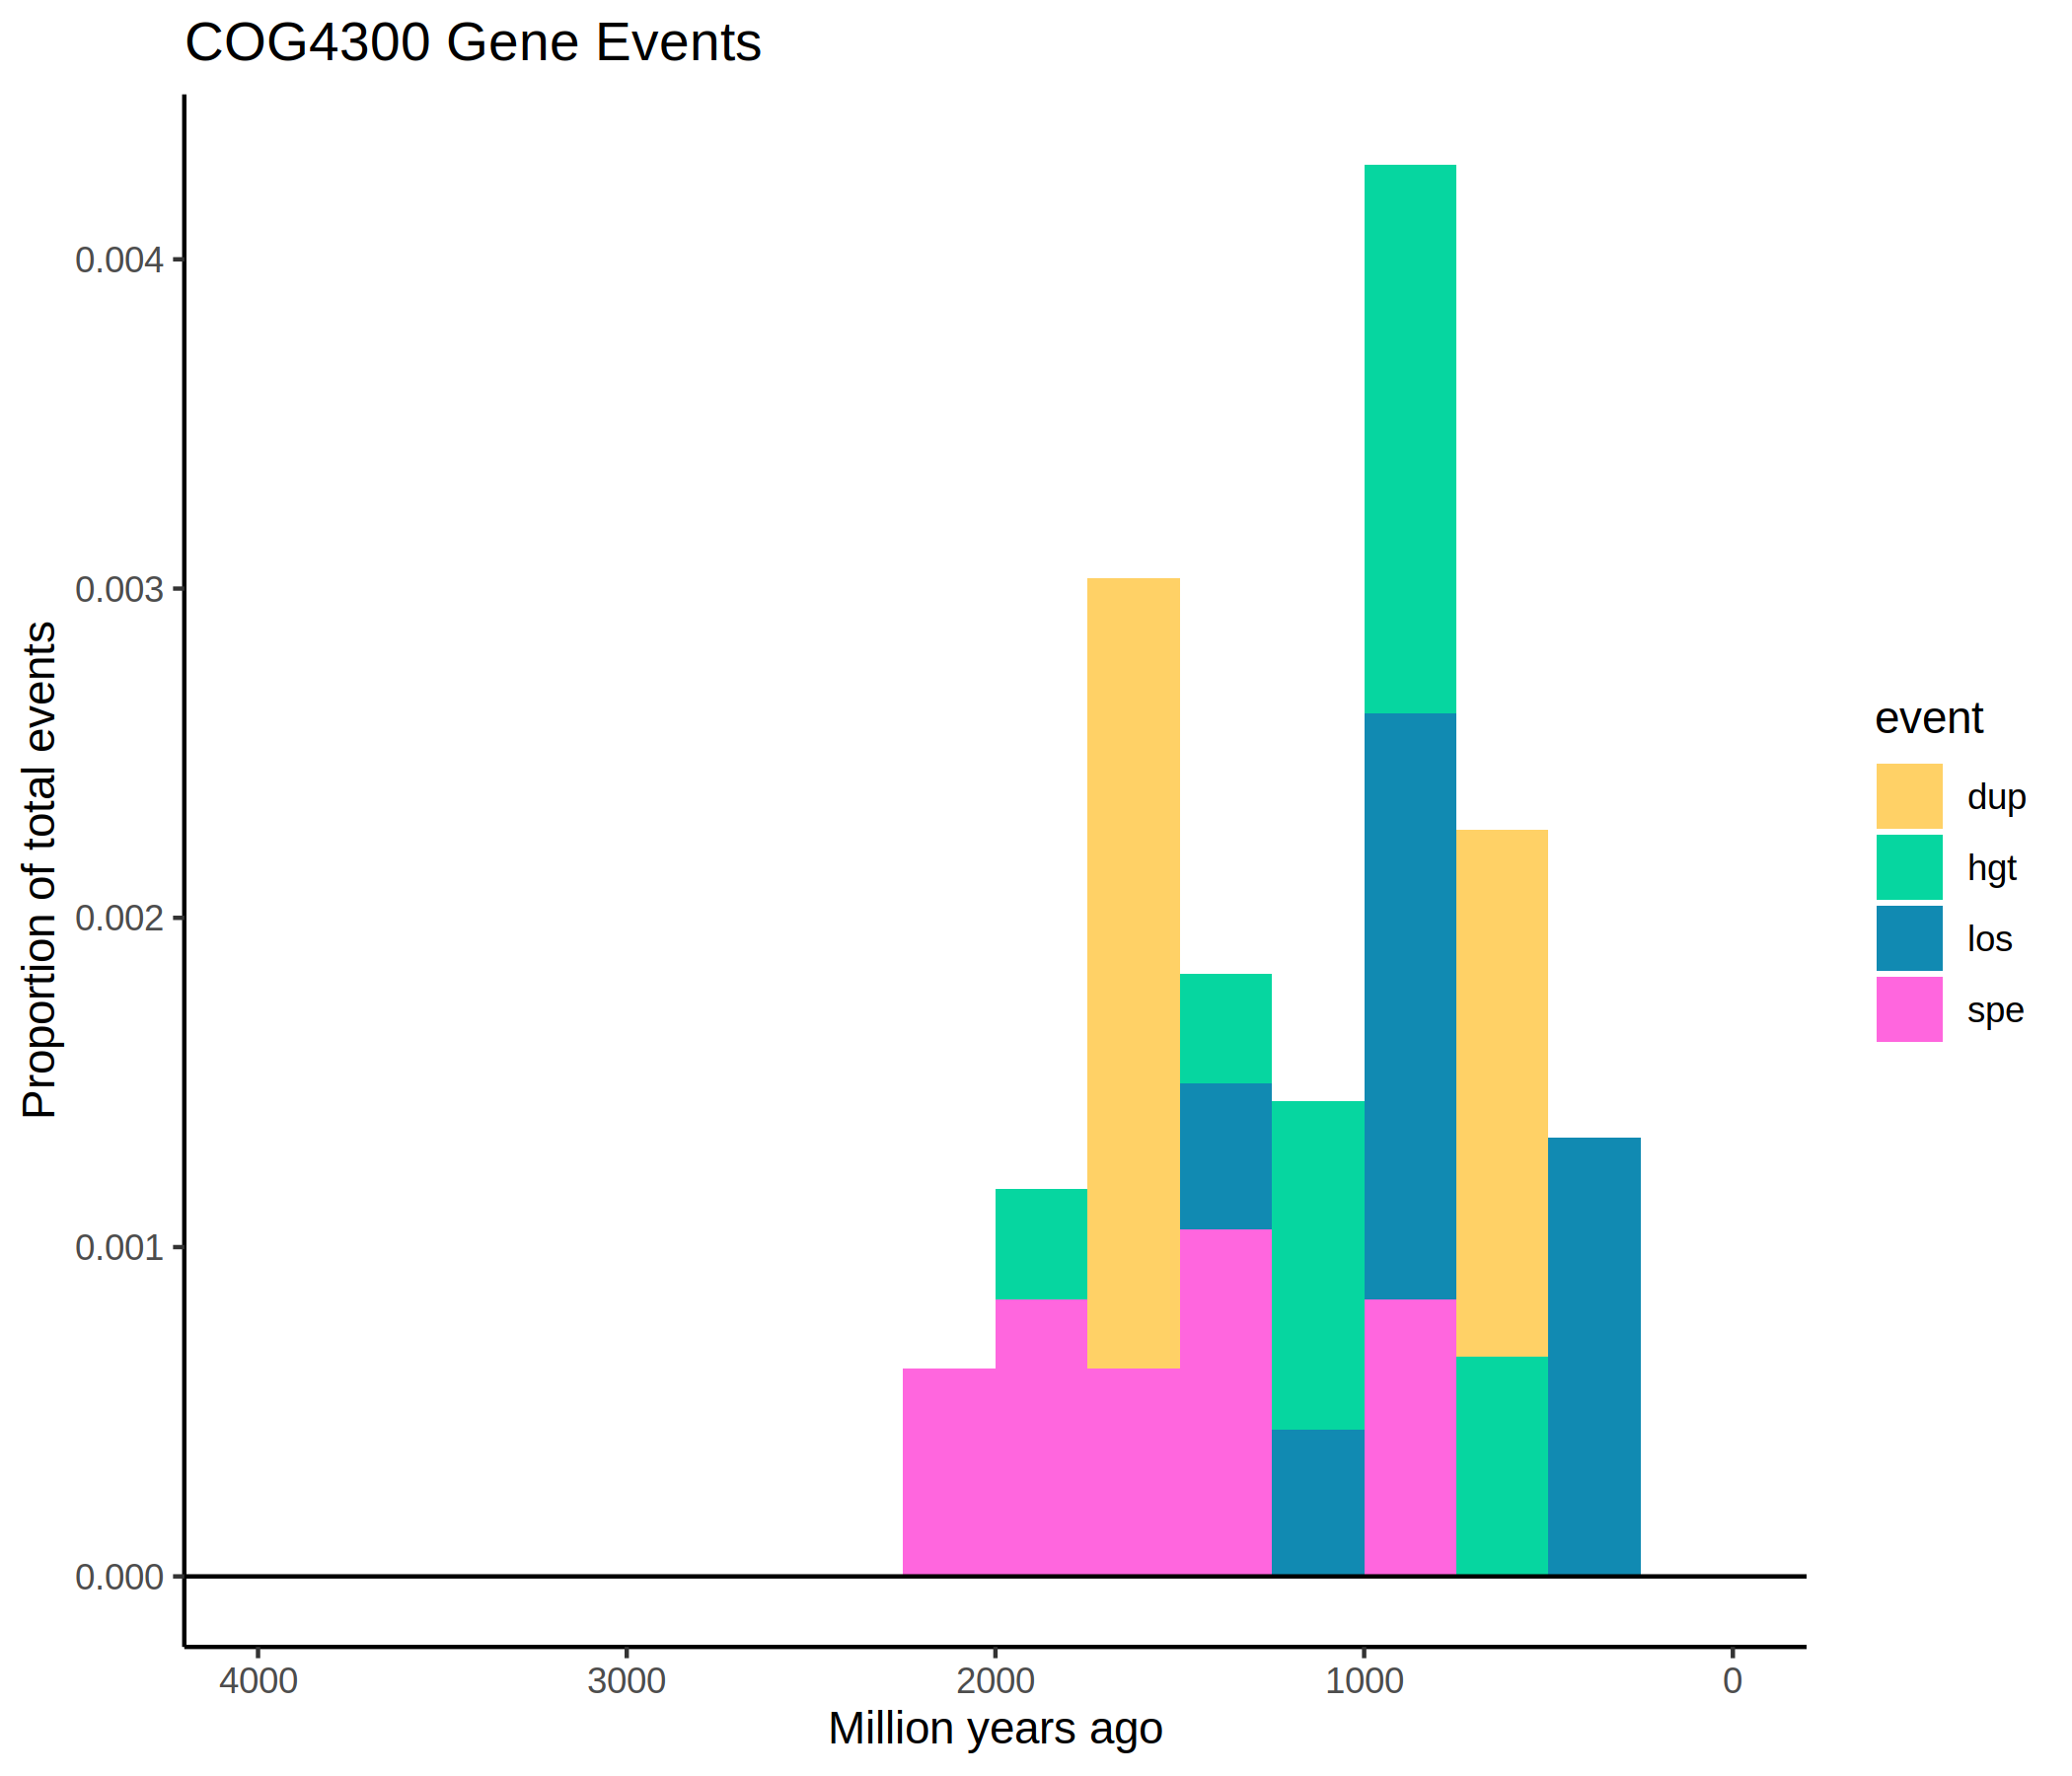 COG4300 Gene Events
Proportion of total events
0.004
0.003
0.002
0.001
0.000
4000 3000 2000 1000 0
Million years ago
event
dup
hgt
los
spe